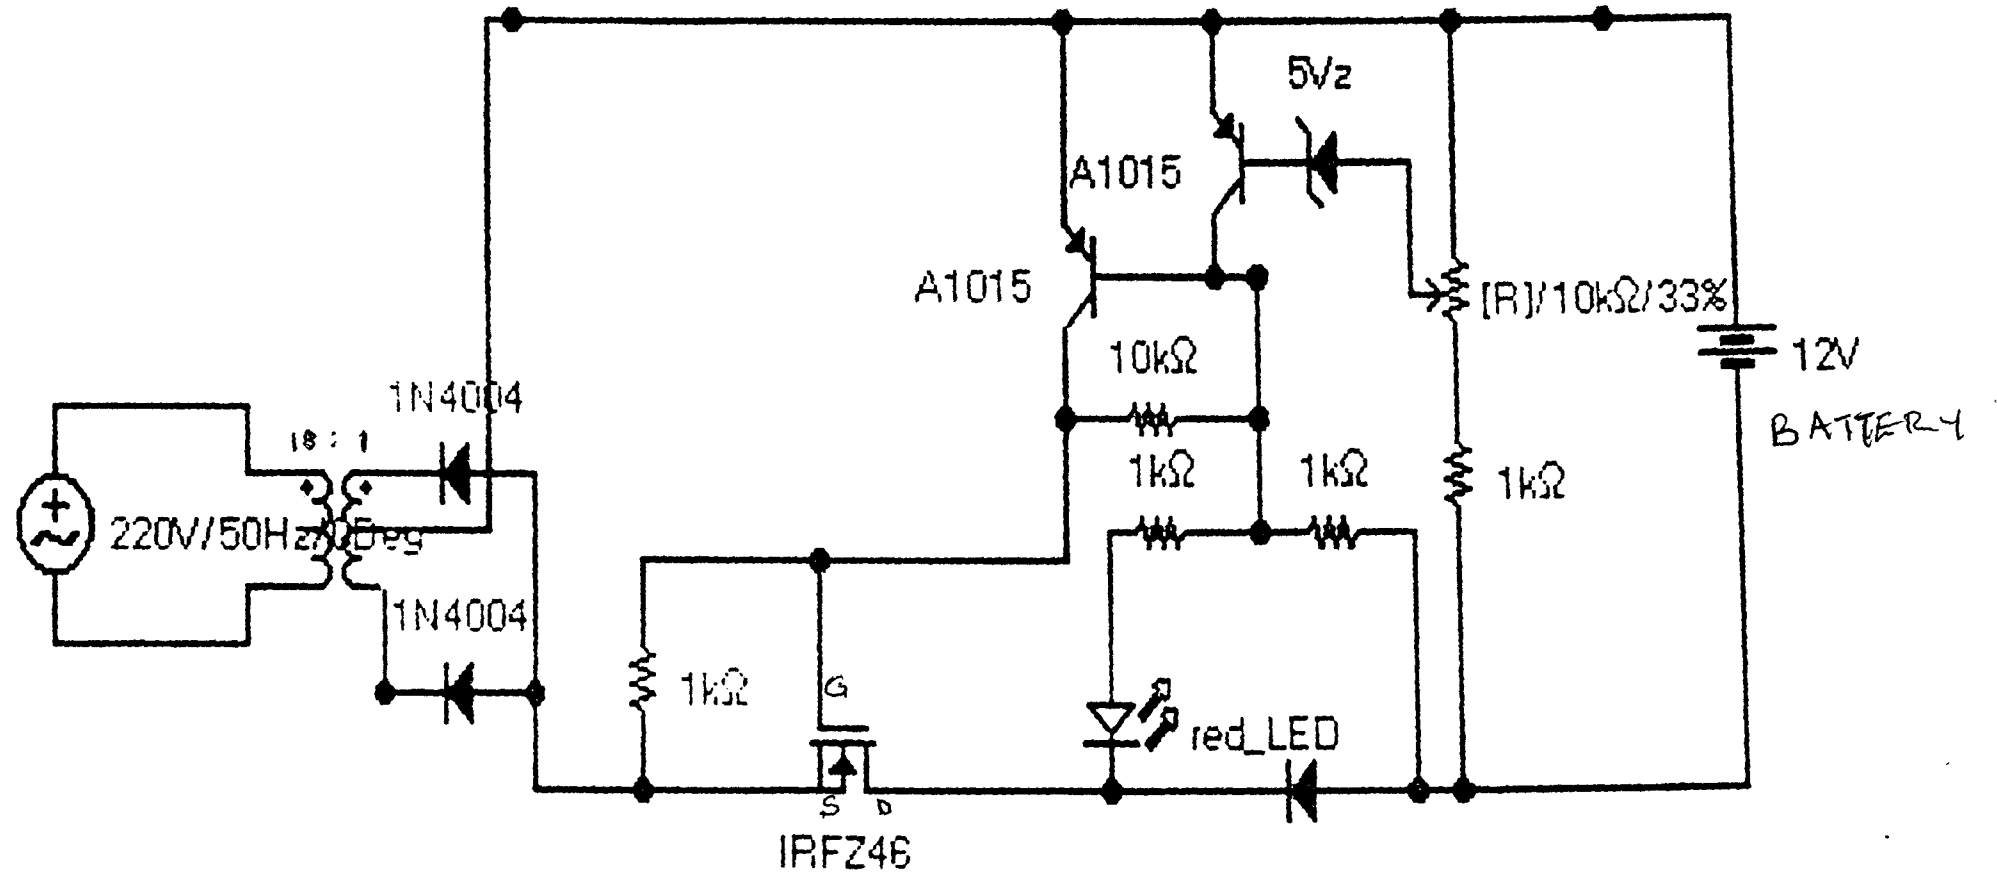 5Vz
A1015
A1015
[R]/10kΩ/33%
12V
BATTERY
10kΩ
1N4004
18 : 1
1kΩ
1kΩ
1kΩ
220V/50Hz/0Deg
1N4004
1kΩ
G
red_LED
S
D
IRFZ46